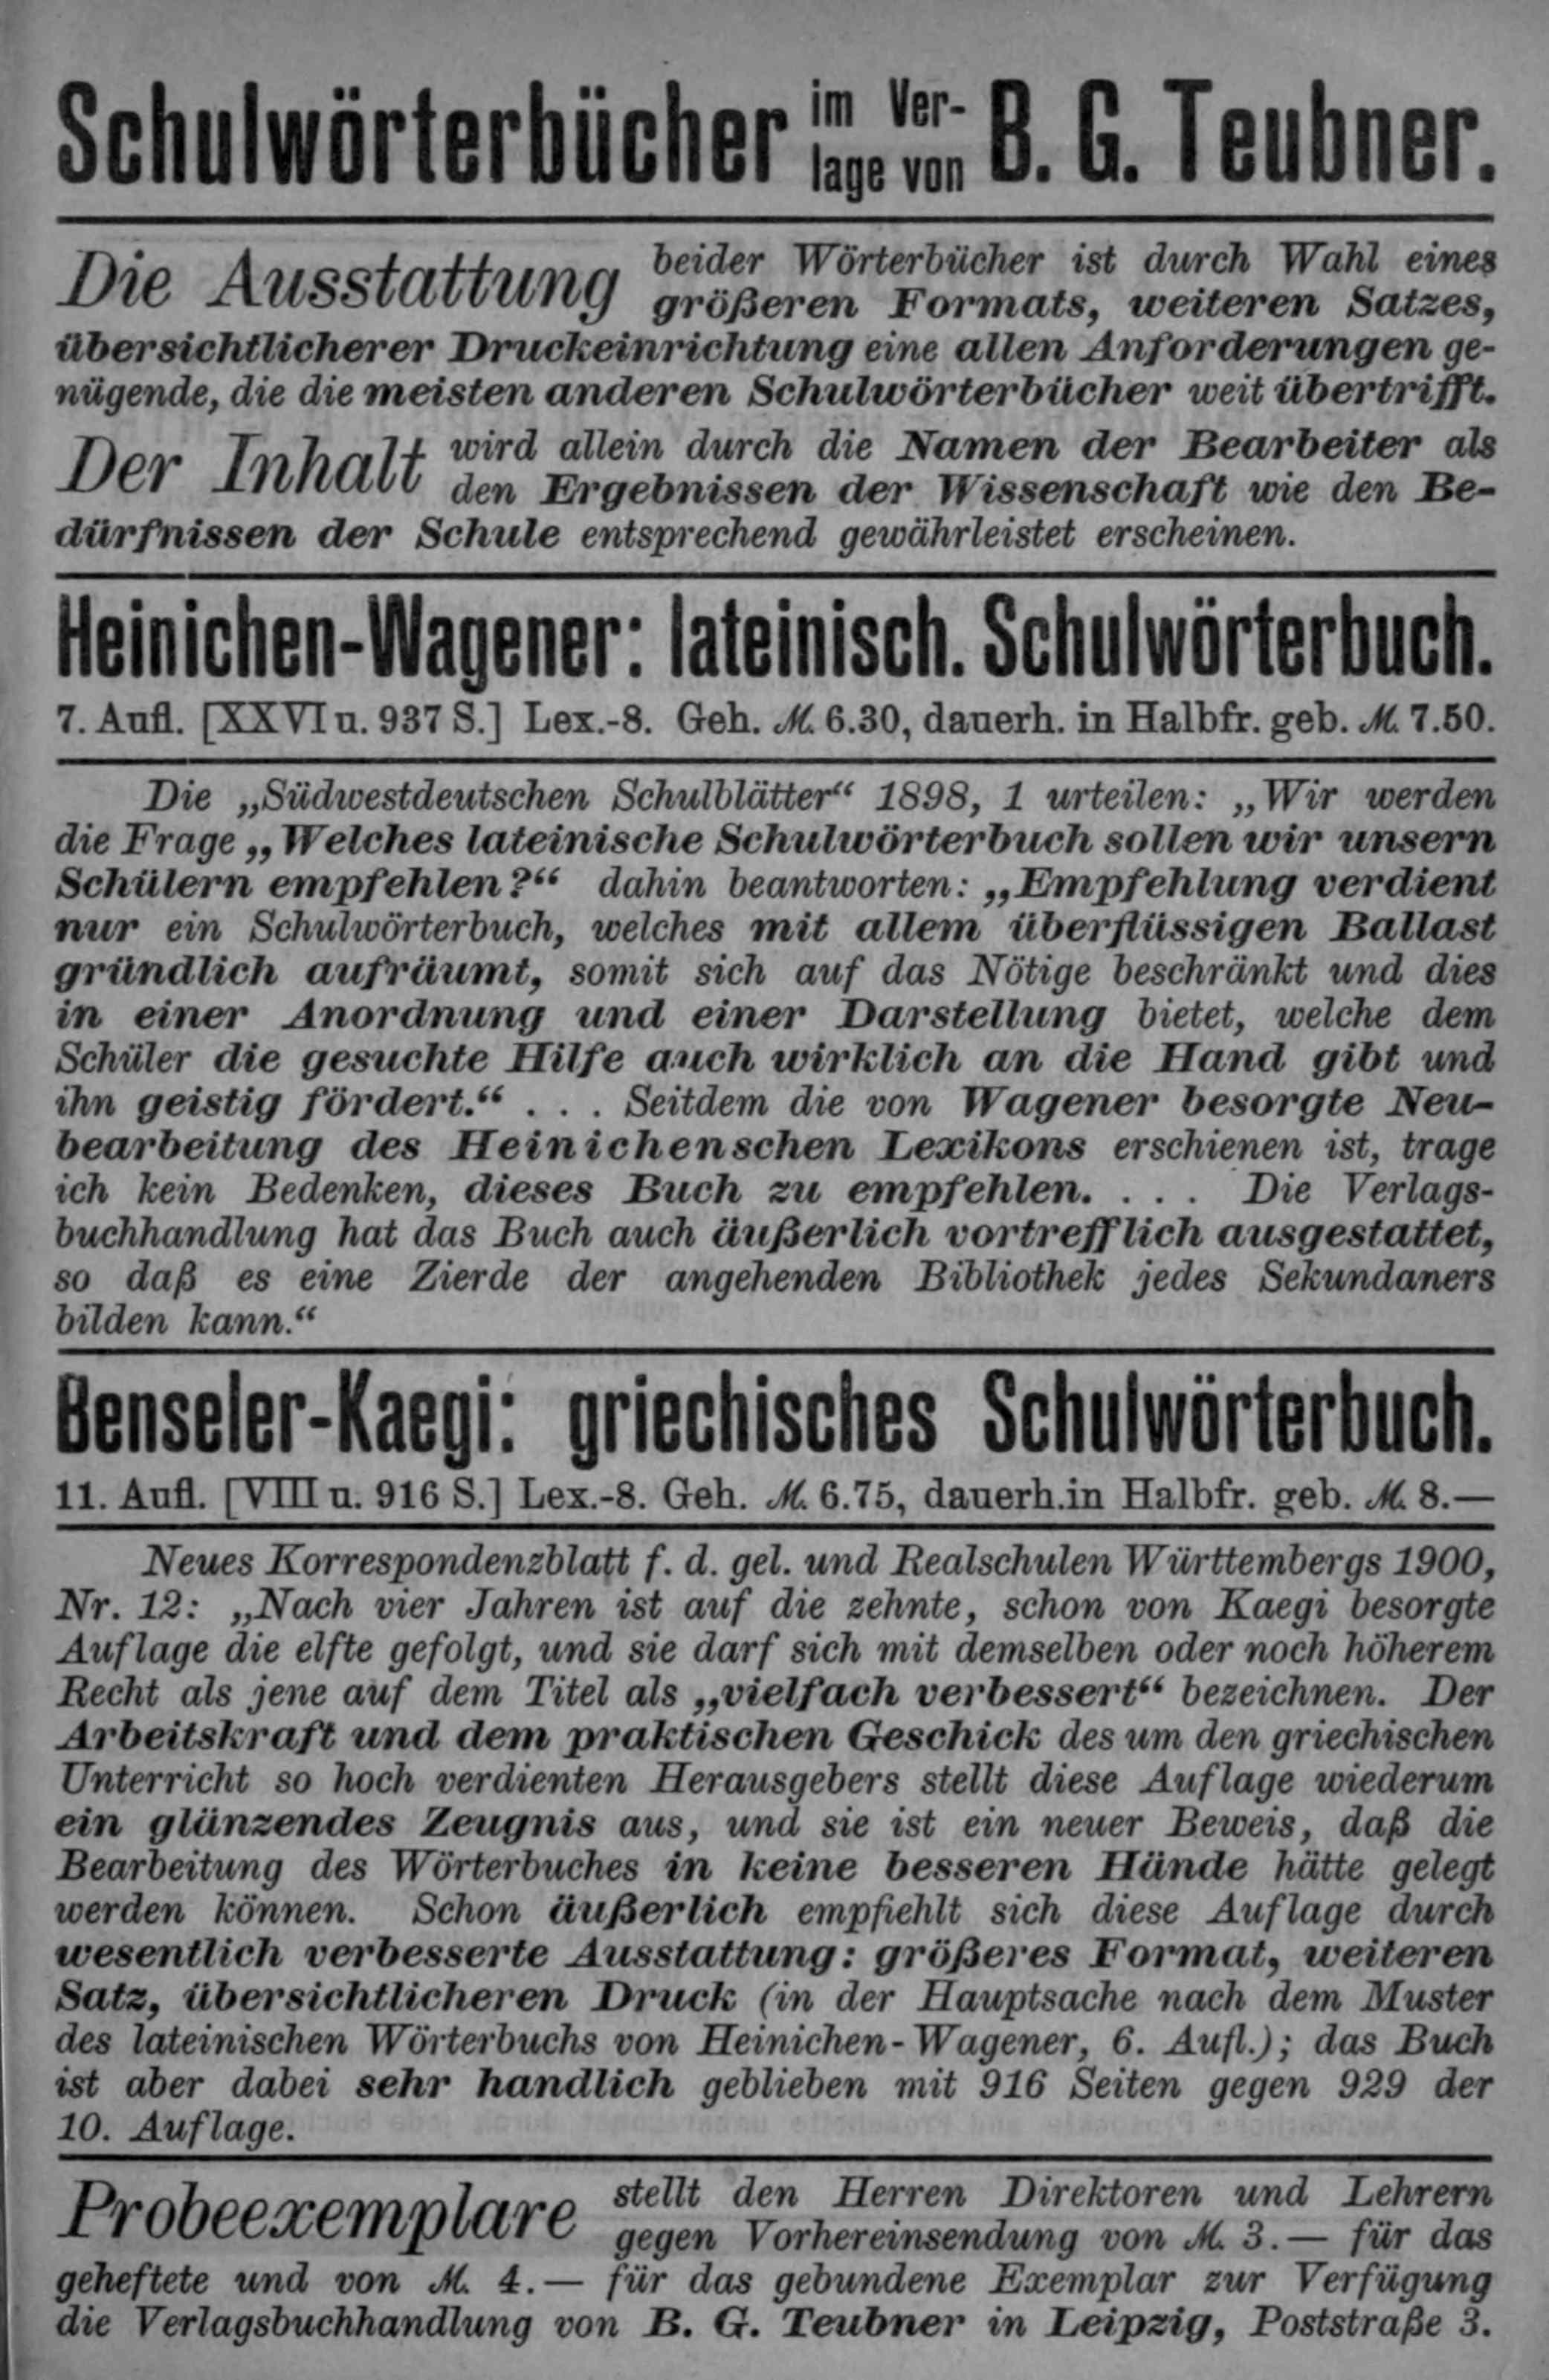 Schulwörterbücher im Ver-lage von B. G. Teubner.
Die Ausstattung beider Wörterbücher ist durch Wahl eines
größeren Formats, weiteren Satzes,
übersichtlicherer Druckeinrichtung eine allen Anforderungen ge-
nügende, die die meisten anderen Schulwörterbücher weit übertrifft.
Der Inhalt wird allein durch die Namen der Bearbeiter als
den Ergebnissen der Wissenschaft wie den Be-
dürfnissen der Schule entsprechend gewährleistet erscheinen.
Heinichen-Wagener: lateinisch. Schulwörterbuch.
7. Aufl. [XXVI u. 937 S.] Lex.-8. Geh. M. 6.30, dauerh. in Halbfr. geb. M. 7.50.
Die „Südwestdeutschen Schulblätter“ 1898, 1 urteilen: „Wir werden
die Frage „Welches lateinische Schulwörterbuch sollen wir unsern
Schülern empfehlen?“ dahin beantworten: „Empfehlung verdient
nur ein Schulwörterbuch, welches mit allem überflüssigen Ballast
gründlich aufräumt, somit sich auf das Nötige beschränkt und dies
in einer Anordnung und einer Darstellung bietet, welche dem
Schüler die gesuchte Hilfe auch wirklich an die Hand gibt und
ihn geistig fördert.“ . . . Seitdem die von Wagener besorgte Neu-
bearbeitung des Heinichenschen Lexikons erschienen ist, trage
ich kein Bedenken, dieses Buch zu empfehlen. . . . Die Verlags-
buchhandlung hat das Buch auch äußerlich vortrefflich ausgestattet,
so daß es eine Zierde der angehenden Bibliothek jedes Sekundaners
bilden kann.“
Benseler-Kaegi: griechisches Schulwörterbuch.
11. Aufl. [VIII u. 916 S.] Lex.-8. Geh. M. 6.75, dauerh.in Halbfr. geb. M. 8.—
Neues Korrespondenzblatt f. d. gel. und Realschulen Württembergs 1900,
Nr. 12: „Nach vier Jahren ist auf die zehnte, schon von Kaegi besorgte
Auflage die elfte gefolgt, und sie darf sich mit demselben oder noch höherem
Recht als jene auf dem Titel als „vielfach verbessert“ bezeichnen. Der
Arbeitskraft und dem praktischen Geschick des um den griechischen
Unterricht so hoch verdienten Herausgebers stellt diese Auflage wiederum
ein glänzendes Zeugnis aus, und sie ist ein neuer Beweis, daß die
Bearbeitung des Wörterbuches in keine besseren Hände hätte gelegt
werden können. Schon äußerlich empfiehlt sich diese Auflage durch
wesentlich verbesserte Ausstattung: größeres Format, weiteren
Satz, übersichtlicheren Druck (in der Hauptsache nach dem Muster
des lateinischen Wörterbuchs von Heinichen-Wagener, 6. Aufl.); das Buch
ist aber dabei sehr handlich geblieben mit 916 Seiten gegen 929 der
10. Auflage.
Probeexemplare stellt den Herren Direktoren und Lehrern
gegen Vorhereinsendung von M. 3.— für das
geheftete und von M. 4.— für das gebundene Exemplar zur Verfügung
die Verlagsbuchhandlung von B. G. Teubner in Leipzig, Poststraße 3.